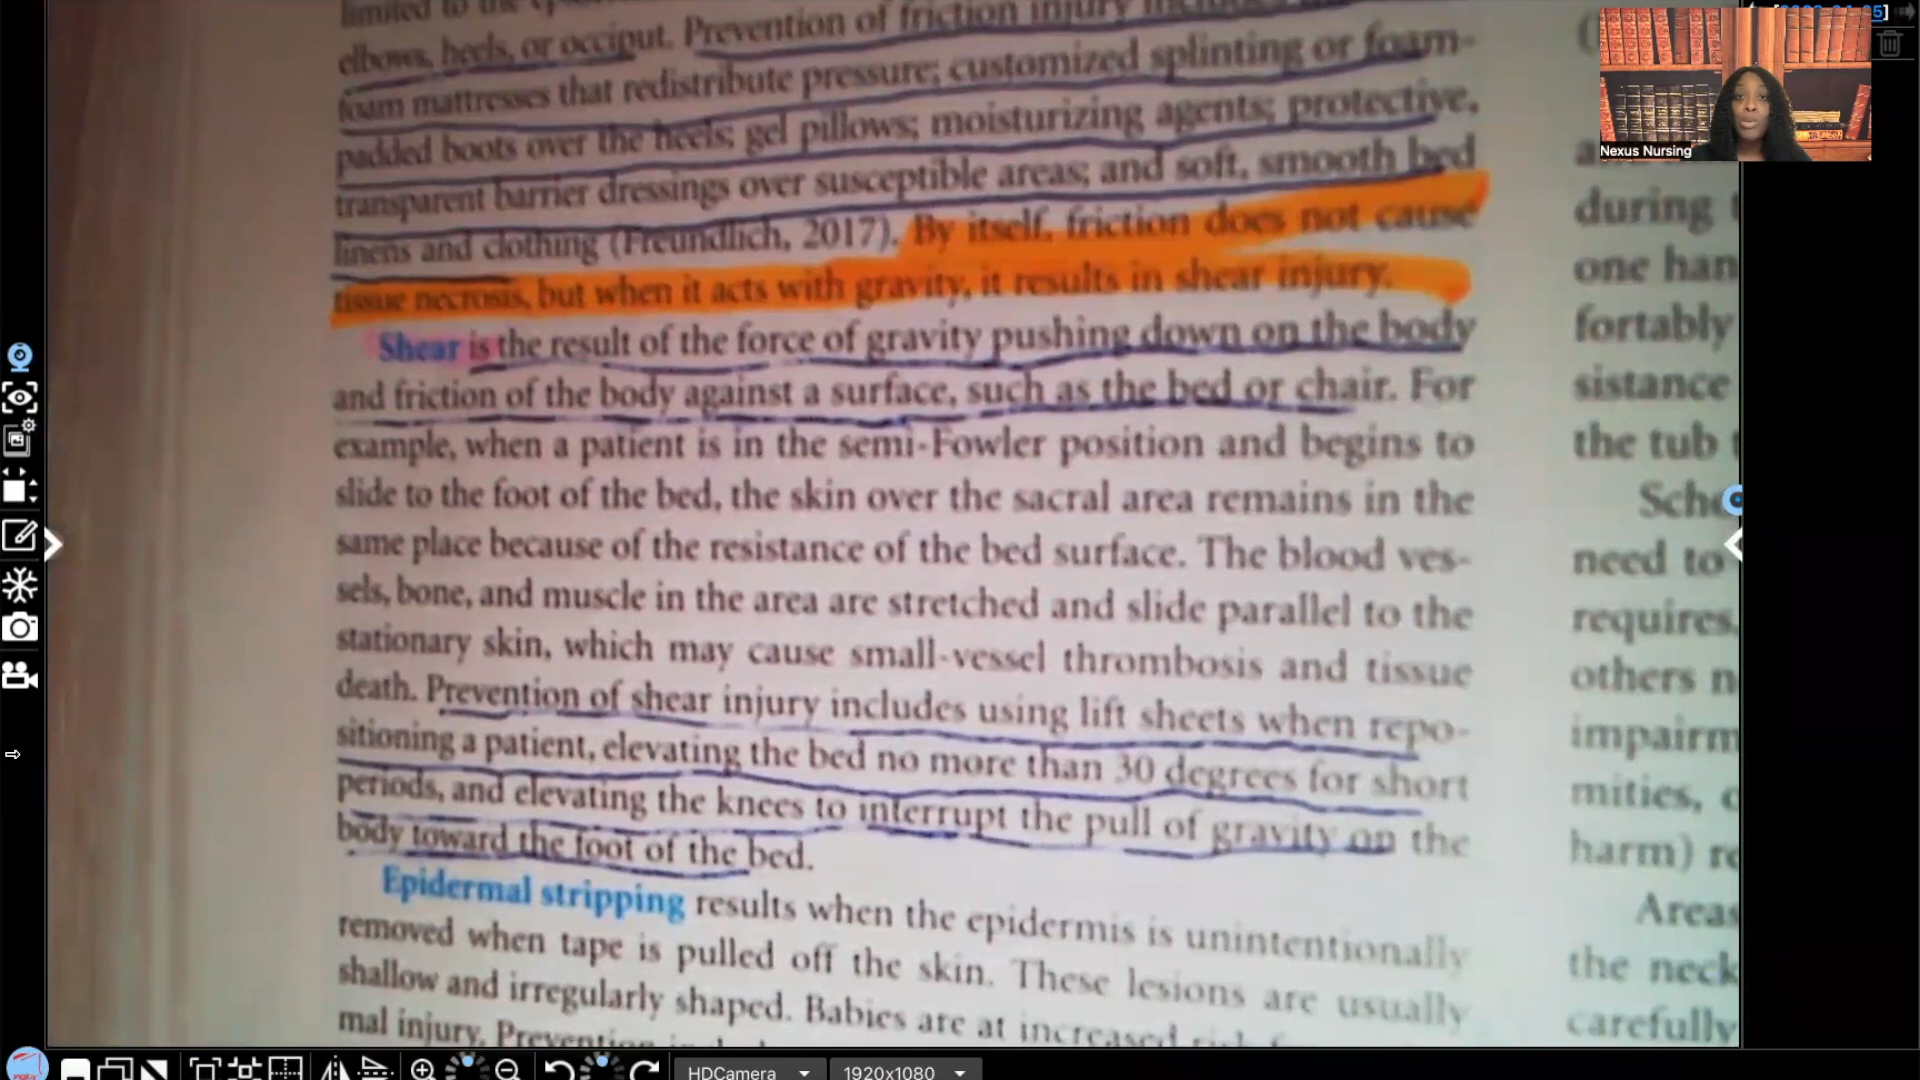 limited to the
elbows, heels, or occiput. Prevention of friction injury includes
foam mattresses that redistribute pressure; customized splinting or foam-
padded boots over the heels; gel pillows; moisturizing agents; protective,
transparent barrier dressings over susceptible areas; and soft, smooth bed
linens and clothing (Freundlich, 2017). By itself, friction does not cause
tissue necrosis, but when it acts with gravity, it results in shear injury.
Shear is the result of the force of gravity pushing down on the body
and friction of the body against a surface, such as the bed or chair. For
example, when a patient is in the semi-Fowler position and begins to
slide to the foot of the bed, the skin over the sacral area remains in the
same place because of the resistance of the bed surface. The blood ves-
sels, bone, and muscle in the area are stretched and slide parallel to the
stationary skin, which may cause small-vessel thrombosis and tissue
death. Prevention of shear injury includes using lift sheets when repo-
sitioning a patient, elevating the bed no more than 30 degrees for short
periods, and elevating the knees to interrupt the pull of gravity on the
body toward the foot of the bed.
Epidermal stripping results when the epidermis is unintentionally
removed when tape is pulled off the skin. These lesions are usually
shallow and irregularly shaped. Babies are at increased risk
mal injury. Prevention
during
one han
fortably
sistance
the tub
Sche
need to
requires.
others n
impairm
mities, c
harm) re
Areas
the neck
carefully
Nexus Nursing
HDCamera
1920x1080